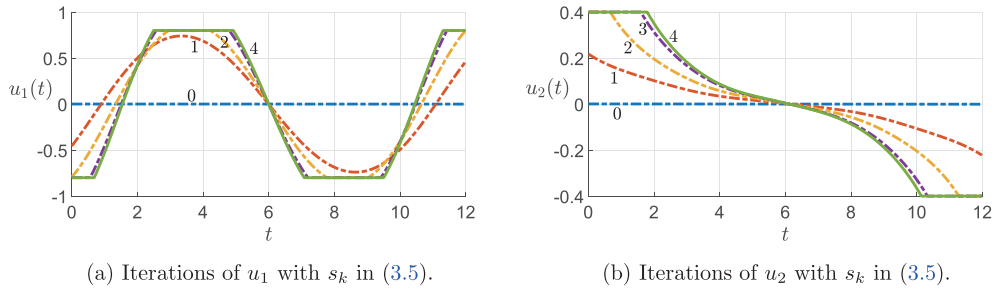 1
0.5
0
-0.5
-1
u₁(t)
0
1
2
4
0 2 4 6 8 10 12
t
(a) Iterations of u₁ with sₖ in (3.5).
0.4
0.2
0
-0.2
-0.4
u₂(t)
3 4
2
1
0
0 2 4 6 8 10 12
t
(b) Iterations of u₂ with sₖ in (3.5).